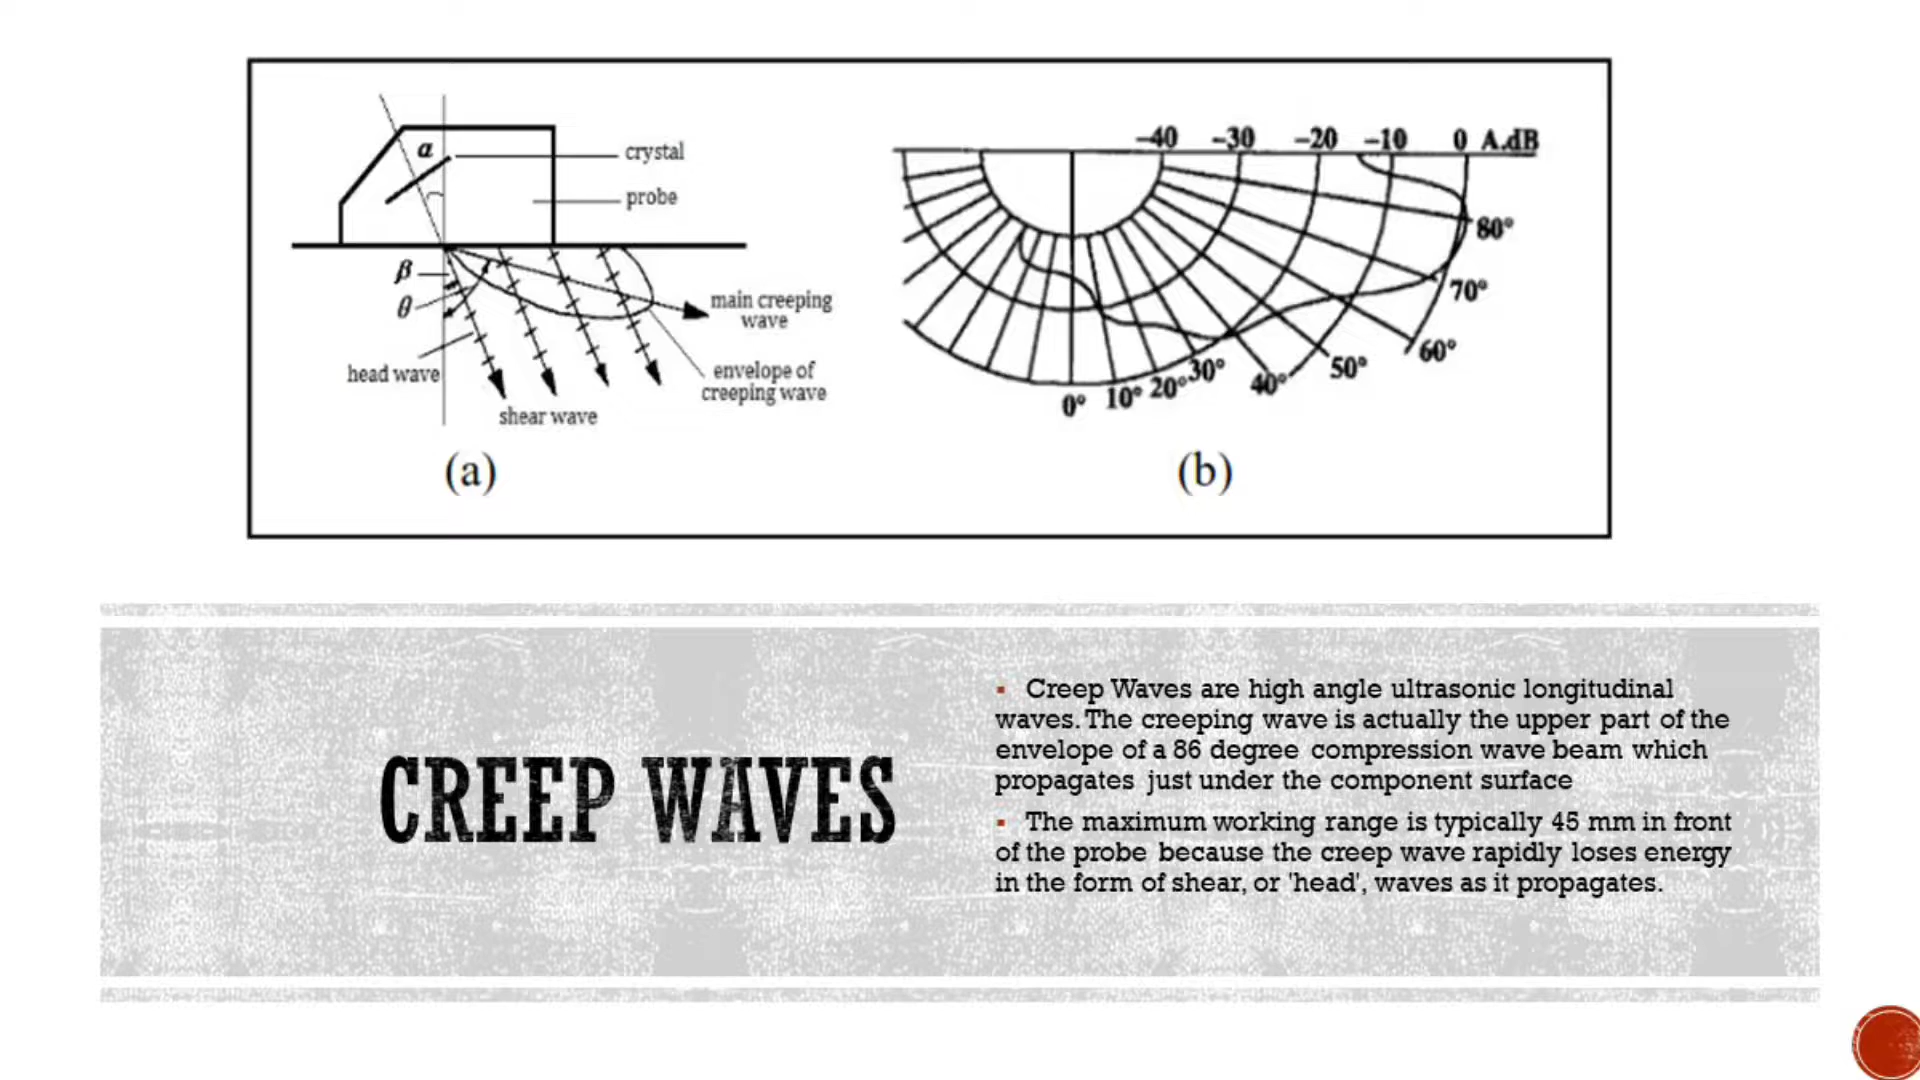 α
crystal
probe
β
θ
main creeping
wave
head wave
envelope of
creeping wave
shear wave
(a)
-40 -30 -20 -10 0 A.dB
80°
70°
60°
50°
40°
30°
20°
10°
0°
(b)
CREEP WAVES
▪ Creep Waves are high angle ultrasonic longitudinal
waves. The creeping wave is actually the upper part of the
envelope of a 86 degree compression wave beam which
propagates just under the component surface
▪ The maximum working range is typically 45 mm in front
of the probe because the creep wave rapidly loses energy
in the form of shear, or 'head', waves as it propagates.